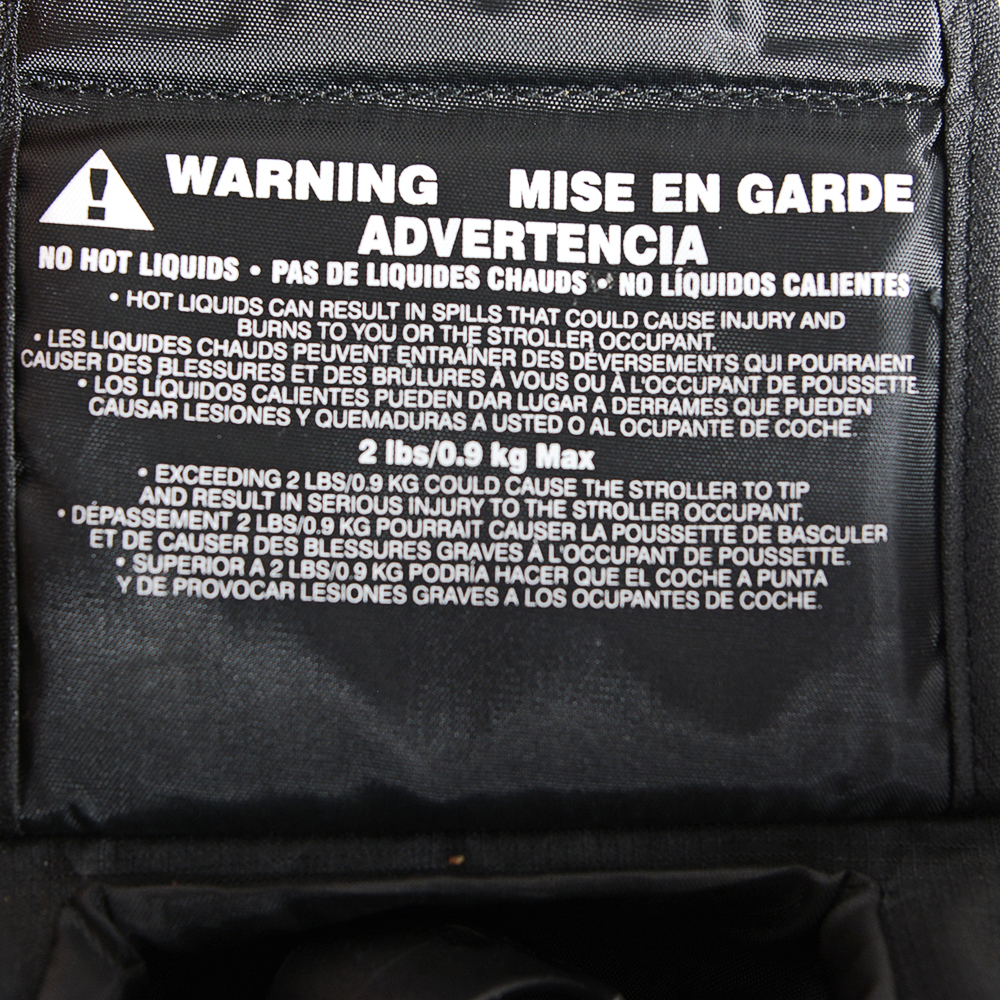 WARNING MISE EN GARDE
ADVERTENCIA
NO HOT LIQUIDS • PAS DE LIQUIDES CHAUDS • NO LÍQUIDOS CALIENTES
• HOT LIQUIDS CAN RESULT IN SPILLS THAT COULD CAUSE INJURY AND
BURNS TO YOU OR THE STROLLER OCCUPANT.
• LES LIQUIDES CHAUDS PEUVENT ENTRAÎNER DES DÉVERSEMENTS QUI POURRAIENT
CAUSER DES BLESSURES ET DES BRÛLURES À VOUS OU À L'OCCUPANT DE POUSSETTE
• LOS LÍQUIDOS CALIENTES PUEDEN DAR LUGAR A DERRAMES QUE PUEDEN
CAUSAR LESIONES Y QUEMADURAS A USTED O AL OCUPANTE DE COCHE.
2 lbs/0.9 kg Max
• EXCEEDING 2 LBS/0.9 KG COULD CAUSE THE STROLLER TO TIP
AND RESULT IN SERIOUS INJURY TO THE STROLLER OCCUPANT.
• DÉPASSEMENT 2 LBS/0.9 KG POURRAIT CAUSER LA POUSSETTE DE BASCULER
ET DE CAUSER DES BLESSURES GRAVES À L'OCCUPANT DE POUSSETTE.
• SUPERIOR A 2 LBS/0.9 KG PODRÍA HACER QUE EL COCHE A PUNTA
Y DE PROVOCAR LESIONES GRAVES A LOS OCUPANTES DE COCHE.